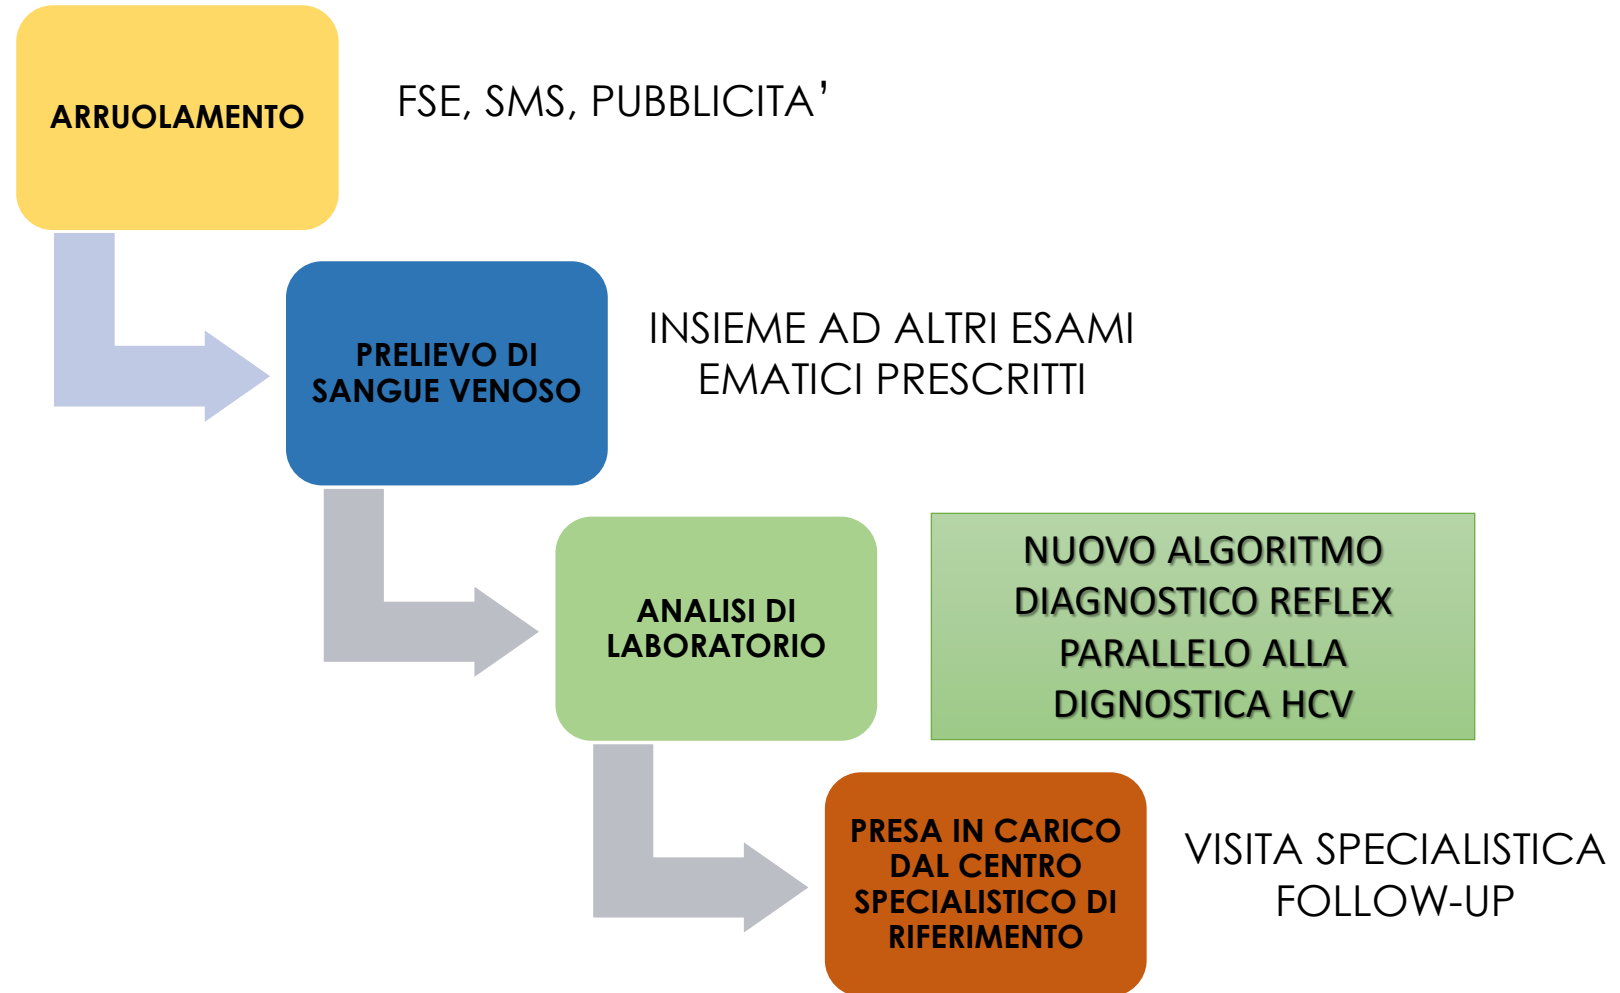 ARRUOLAMENTO
FSE, SMS, PUBBLICITA’
PRELIEVO DI
SANGUE VENOSO
INSIEME AD ALTRI ESAMI
EMATICI PRESCRITTI
ANALISI DI
LABORATORIO
NUOVO ALGORITMO
DIAGNOSTICO REFLEX
PARALLELO ALLA
DIGNOSTICA HCV
PRESA IN CARICO
DAL CENTRO
SPECIALISTICO DI
RIFERIMENTO
VISITA SPECIALISTICA
FOLLOW-UP